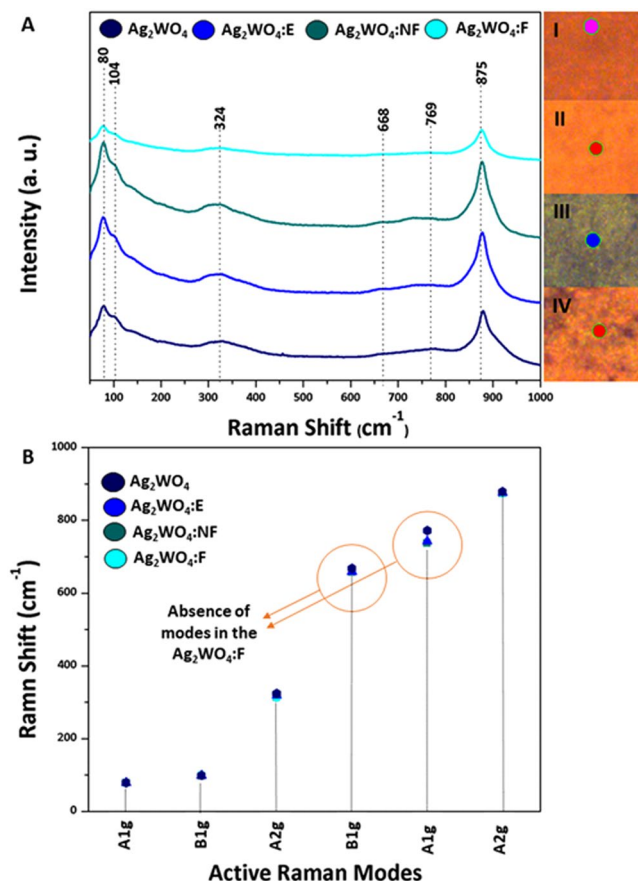 A
Ag2WO4 Ag2WO4:E Ag2WO4:NF Ag2WO4:F
80
104
324
668
769
875
Intensity (a. u.)
100 200 300 400 500 600 700 800 900 1000
Raman Shift (cm-1)
I
II
III
IV
B
Ag2WO4
Ag2WO4:E
Ag2WO4:NF
Ag2WO4:F
Absence of
modes in the
Ag2WO4:F
Ramn Shift (cm-1)
1000
800
600
400
200
0
A1g B1g A2g B1g A1g A2g
Active Raman Modes